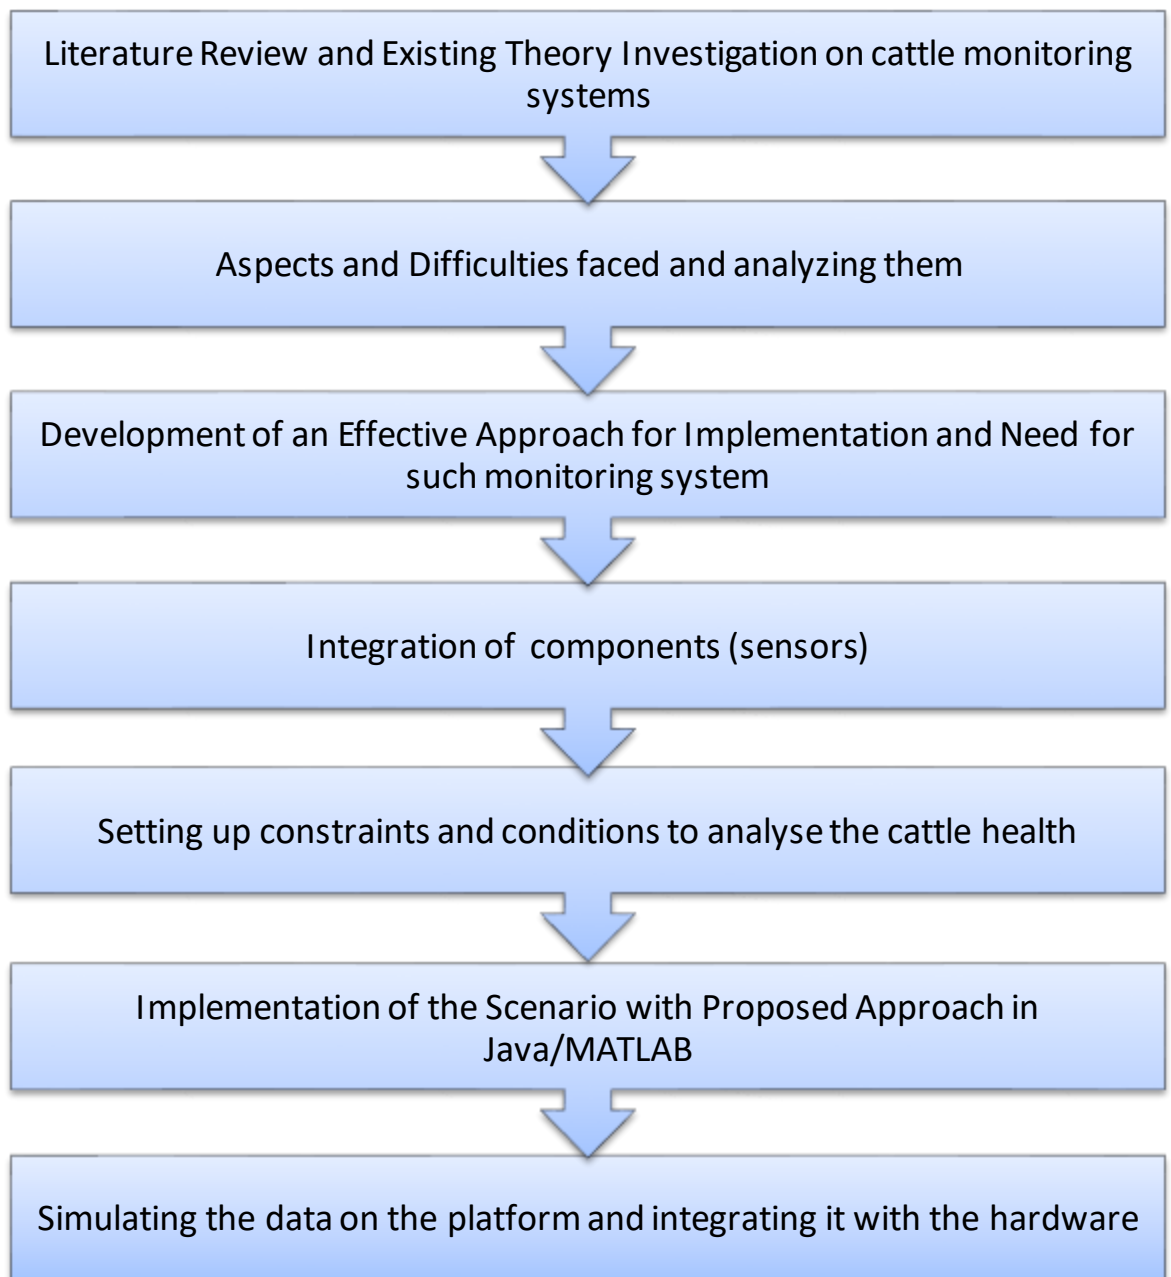 Literature Review and Existing Theory Investigation on cattle monitoring
systems
Aspects and Difficulties faced and analyzing them
Development of an Effective Approach for Implementation and Need for
such monitoring system
Integration of components (sensors)
Setting up constraints and conditions to analyse the cattle health
Implementation of the Scenario with Proposed Approach in
Java/MATLAB
Simulating the data on the platform and integrating it with the hardware